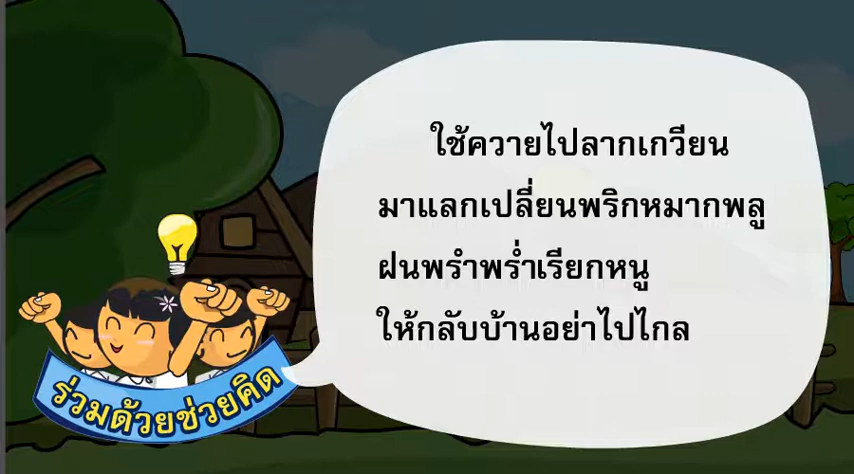 ใช้ควายไปลากเกวียน
มาแลกเปลี่ยนพริกหมากพลู
ฝนพรำพร่ำเรียกหนู
ให้กลับบ้านอย่าไปไกล
ร่วมด้วยช่วยคิด